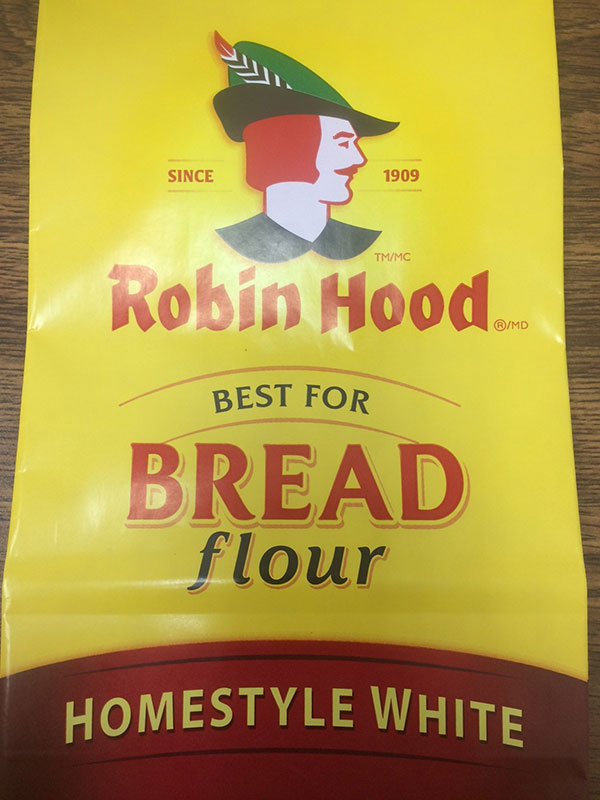 SINCE 1909
TM/MC
Robin Hood ®/MD
BEST FOR
BREAD
flour
HOMESTYLE WHITE